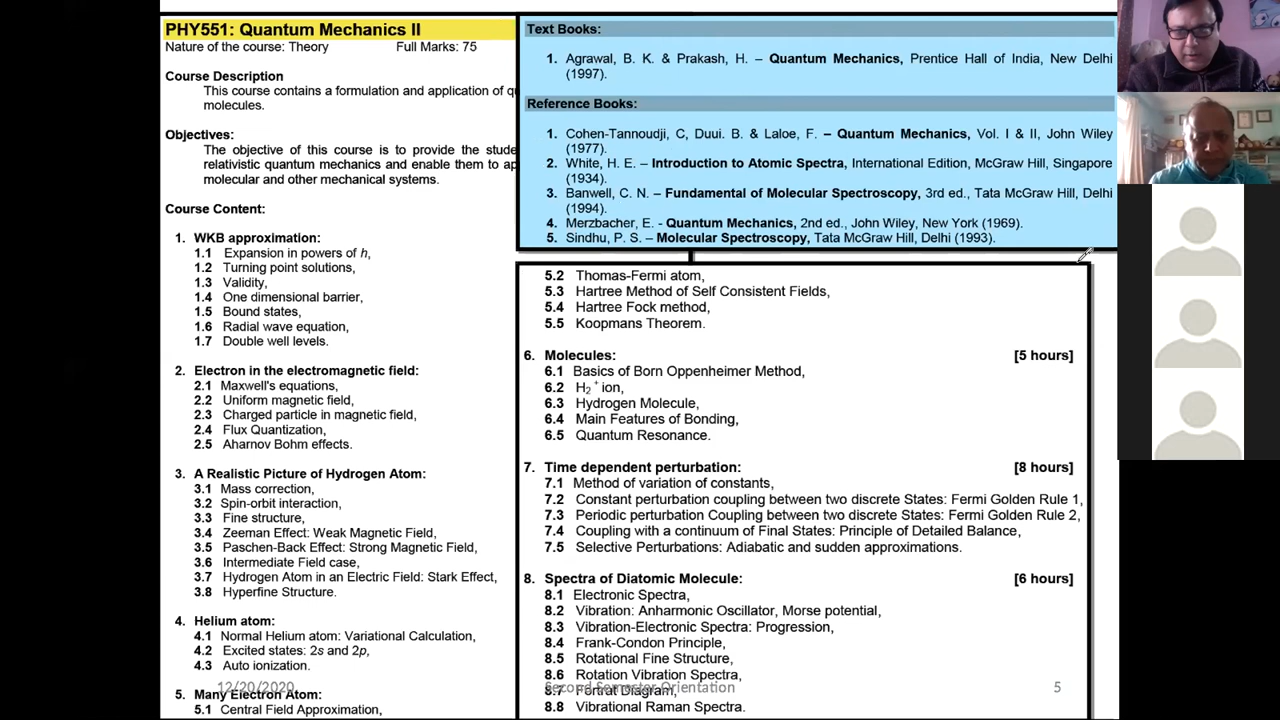 PHY551: Quantum Mechanics II
Nature of the course: Theory Full Marks: 75
Course Description
This course contains a formulation and application of qu
molecules.
Objectives:
The objective of this course is to provide the stude
relativistic quantum mechanics and enable them to ap
molecular and other mechanical systems.
Course Content:
1. WKB approximation:
1.1 Expansion in powers of h,
1.2 Turning point solutions,
1.3 Validity,
1.4 One dimensional barrier,
1.5 Bound states,
1.6 Radial wave equation,
1.7 Double well levels.
2. Electron in the electromagnetic field:
2.1 Maxwell's equations,
2.2 Uniform magnetic field,
2.3 Charged particle in magnetic field,
2.4 Flux Quantization,
2.5 Aharnov Bohm effects.
3. A Realistic Picture of Hydrogen Atom:
3.1 Mass correction,
3.2 Spin-orbit interaction,
3.3 Fine structure,
3.4 Zeeman Effect: Weak Magnetic Field,
3.5 Paschen-Back Effect: Strong Magnetic Field,
3.6 Intermediate Field case,
3.7 Hydrogen Atom in an Electric Field: Stark Effect,
3.8 Hyperfine Structure.
4. Helium atom:
4.1 Normal Helium atom: Variational Calculation,
4.2 Excited states: 2s and 2p,
4.3 Auto ionization.
5. Many Electron Atom:
5.1 Central Field Approximation,
Text Books:
1. Agrawal, B. K. & Prakash, H. – Quantum Mechanics, Prentice Hall of India, New Delhi
(1997).
Reference Books:
1. Cohen-Tannoudji, C, Duui. B. & Laloe, F. – Quantum Mechanics, Vol. I & II, John Wiley
(1977).
2. White, H. E. – Introduction to Atomic Spectra, International Edition, McGraw Hill, Singapore
(1934).
3. Banwell, C. N. – Fundamental of Molecular Spectroscopy, 3rd ed., Tata McGraw Hill, Delhi
(1994).
4. Merzbacher, E. - Quantum Mechanics, 2nd ed., John Wiley, New York (1969).
5. Sindhu, P. S. – Molecular Spectroscopy, Tata McGraw Hill, Delhi (1993).
5.2 Thomas-Fermi atom,
5.3 Hartree Method of Self Consistent Fields,
5.4 Hartree Fock method,
5.5 Koopmans Theorem.
6. Molecules: [5 hours]
6.1 Basics of Born Oppenheimer Method,
6.2 H₂⁺ ion,
6.3 Hydrogen Molecule,
6.4 Main Features of Bonding,
6.5 Quantum Resonance.
7. Time dependent perturbation: [8 hours]
7.1 Method of variation of constants,
7.2 Constant perturbation coupling between two discrete States: Fermi Golden Rule 1,
7.3 Periodic perturbation Coupling between two discrete States: Fermi Golden Rule 2,
7.4 Coupling with a continuum of Final States: Principle of Detailed Balance,
7.5 Selective Perturbations: Adiabatic and sudden approximations.
8. Spectra of Diatomic Molecule: [6 hours]
8.1 Electronic Spectra,
8.2 Vibration: Anharmonic Oscillator, Morse potential,
8.3 Vibration-Electronic Spectra: Progression,
8.4 Frank-Condon Principle,
8.5 Rotational Fine Structure,
8.6 Rotation Vibration Spectra,
8.7 Fortrat Diagram,
8.8 Vibrational Raman Spectra.
12/20/2020 Second Semester Orientation 5